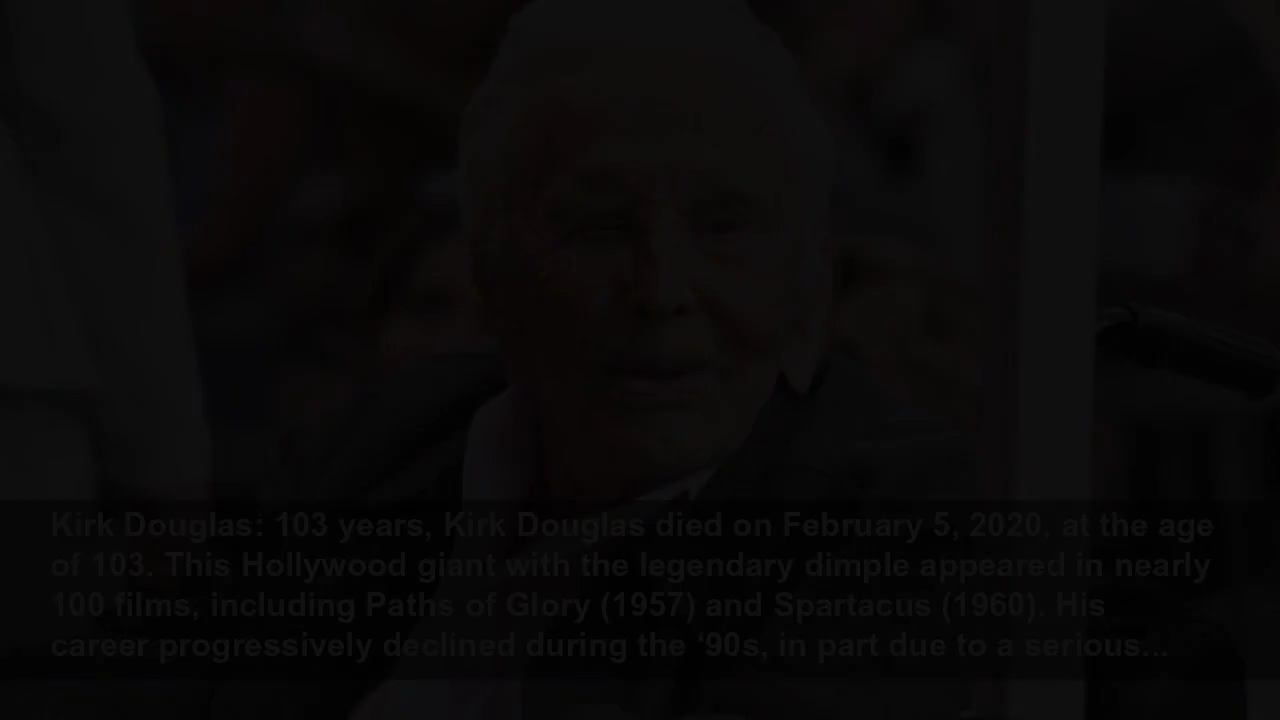 Kirk Douglas: 103 years, Kirk Douglas died on February 5, 2020, at the age
of 103. This Hollywood giant with the legendary dimple appeared in nearly
100 films, including Paths of Glory (1957) and Spartacus (1960). His
career progressively declined during the ‘90s, in part due to a serious...